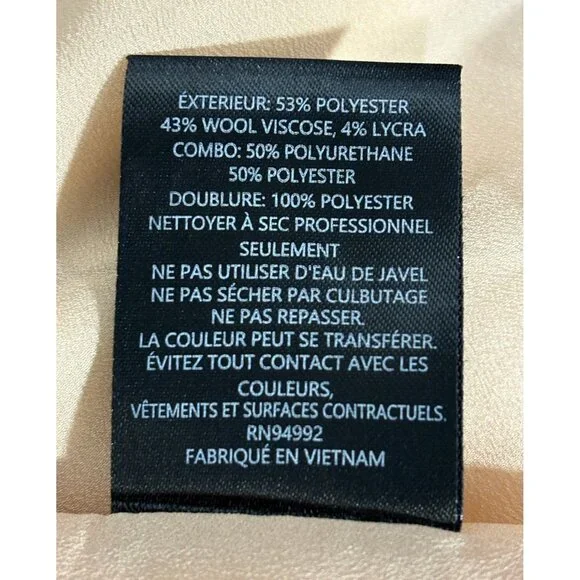 ÉXTERIEUR: 53% POLYESTER
43% WOOL VISCOSE, 4% LYCRA
COMBO: 50% POLYURETHANE
50% POLYESTER
DOUBLURE: 100% POLYESTER
NETTOYER À SEC PROFESSIONNEL
SEULEMENT
NE PAS UTILISER D'EAU DE JAVEL
NE PAS SÉCHER PAR CULBUTAGE
NE PAS REPASSER.
LA COULEUR PEUT SE TRANSFÉRER.
ÉVITEZ TOUT CONTACT AVEC LES
COULEURS,
VÊTEMENTS ET SURFACES CONTRACTUELS.
RN94992
FABRIQUÉ EN VIETNAM